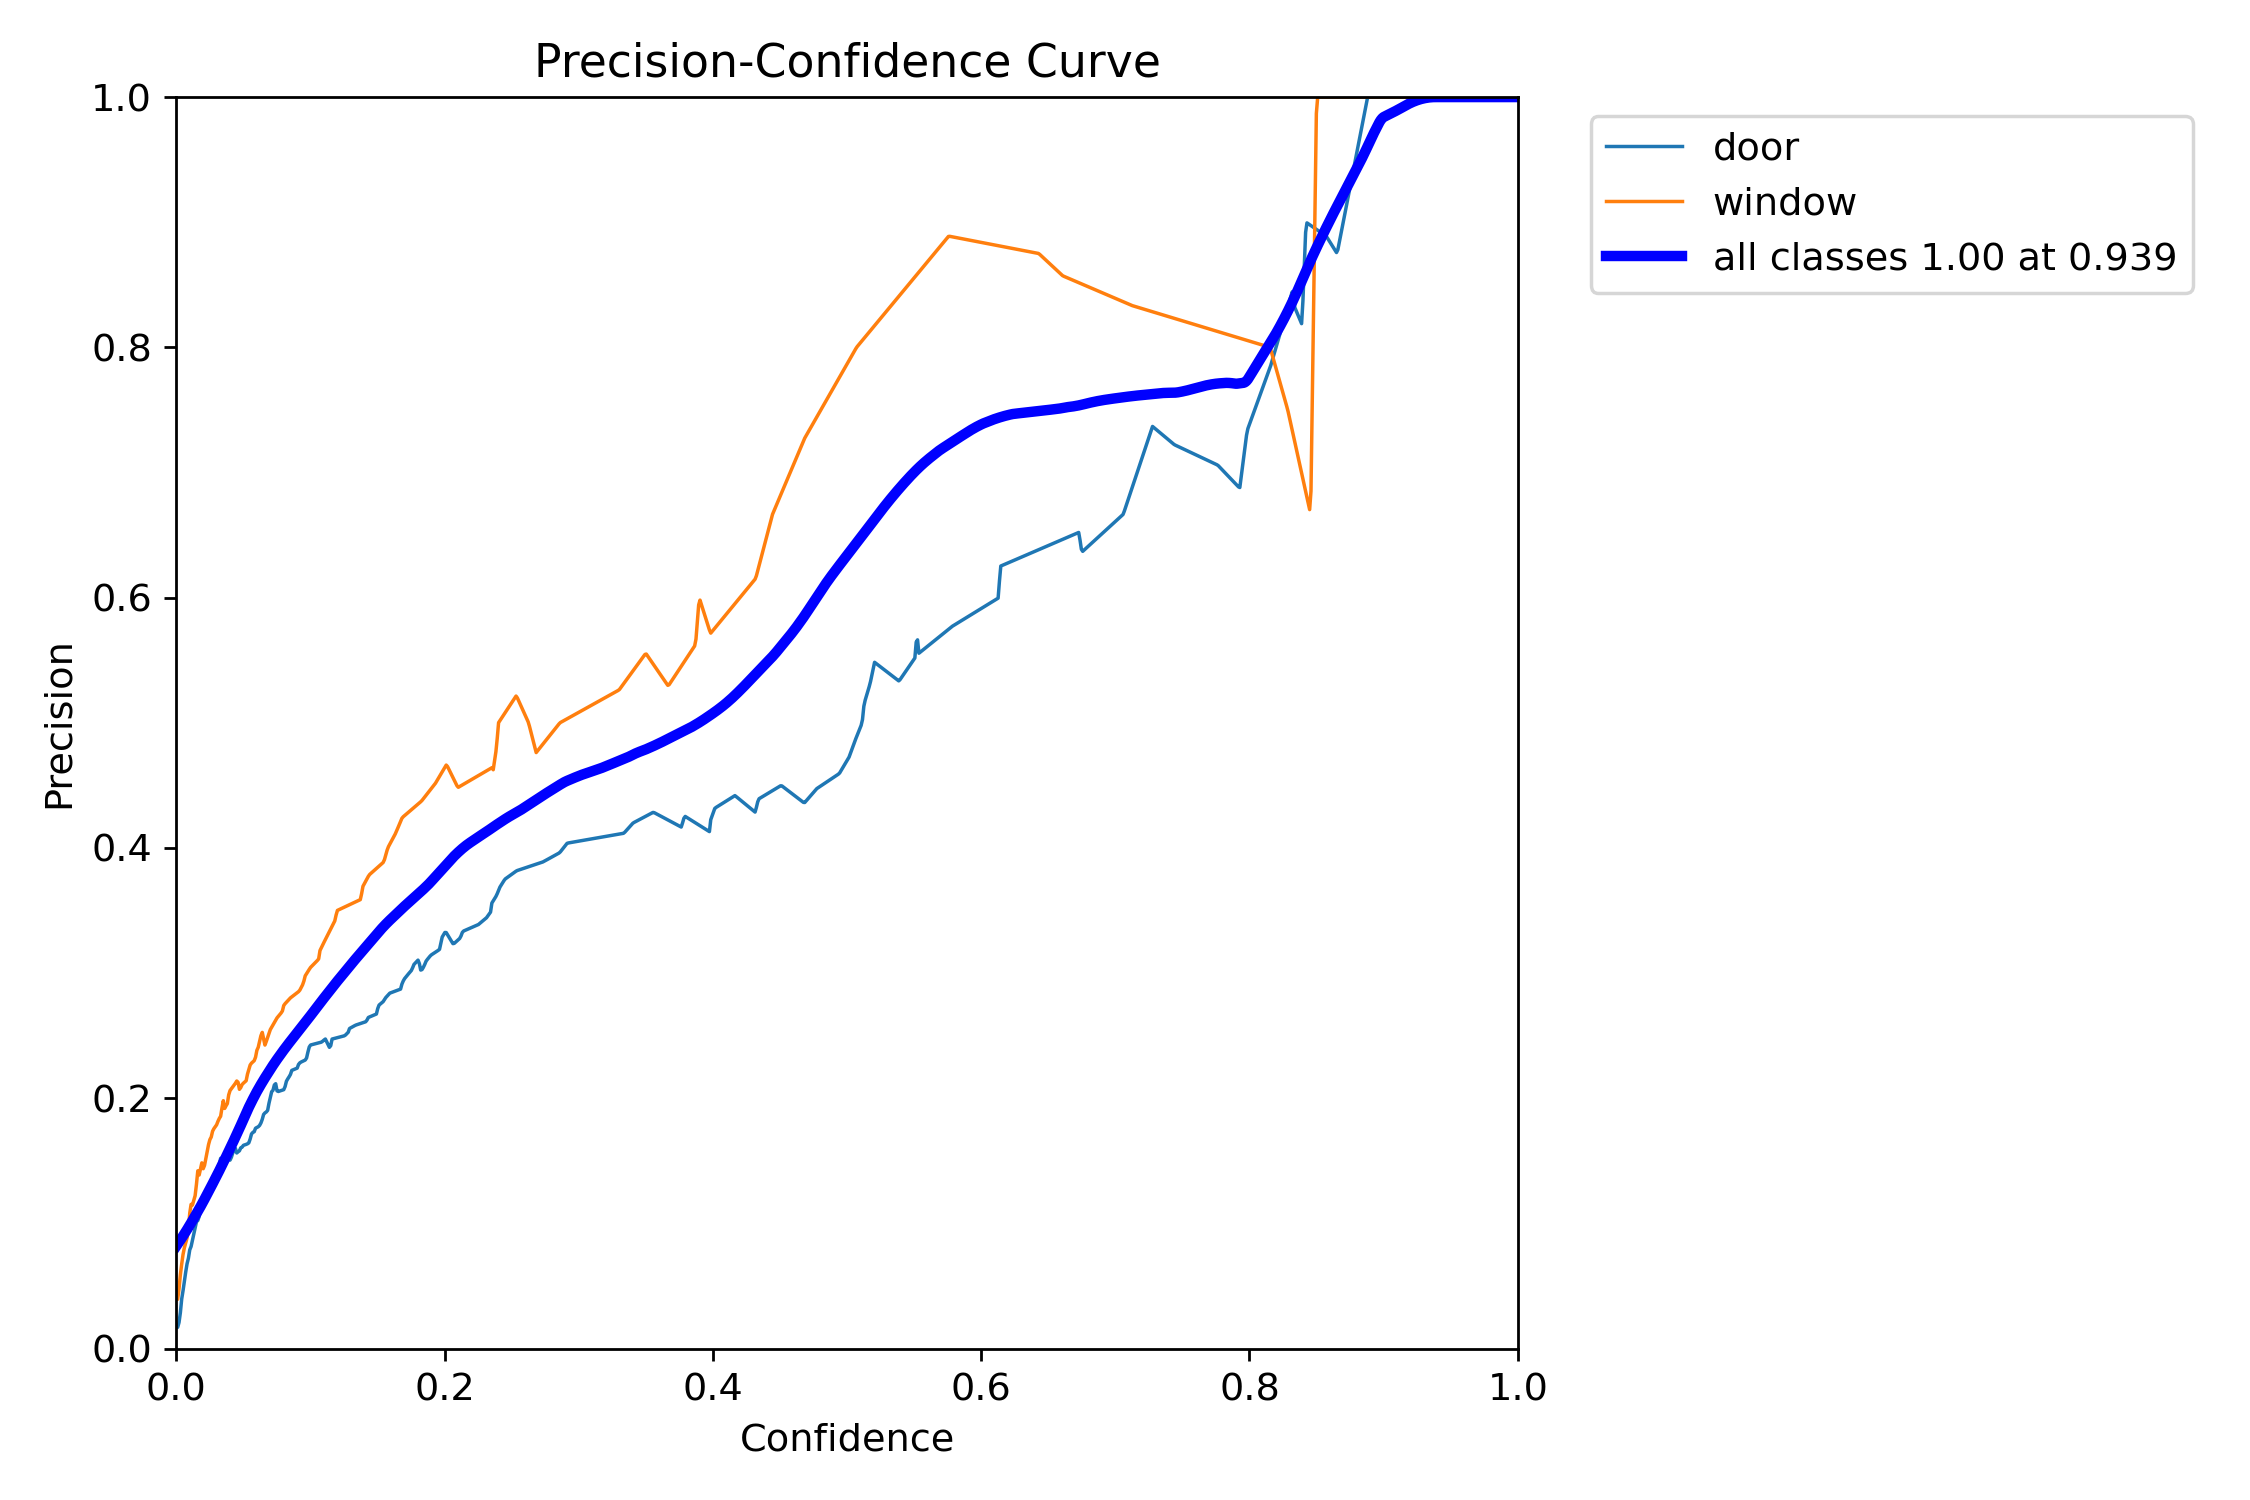 Precision-Confidence Curve
1.0
0.8
0.6
0.4
0.2
0.0
Precision
0.0 0.2 0.4 0.6 0.8 1.0
Confidence
door
window
all classes 1.00 at 0.939